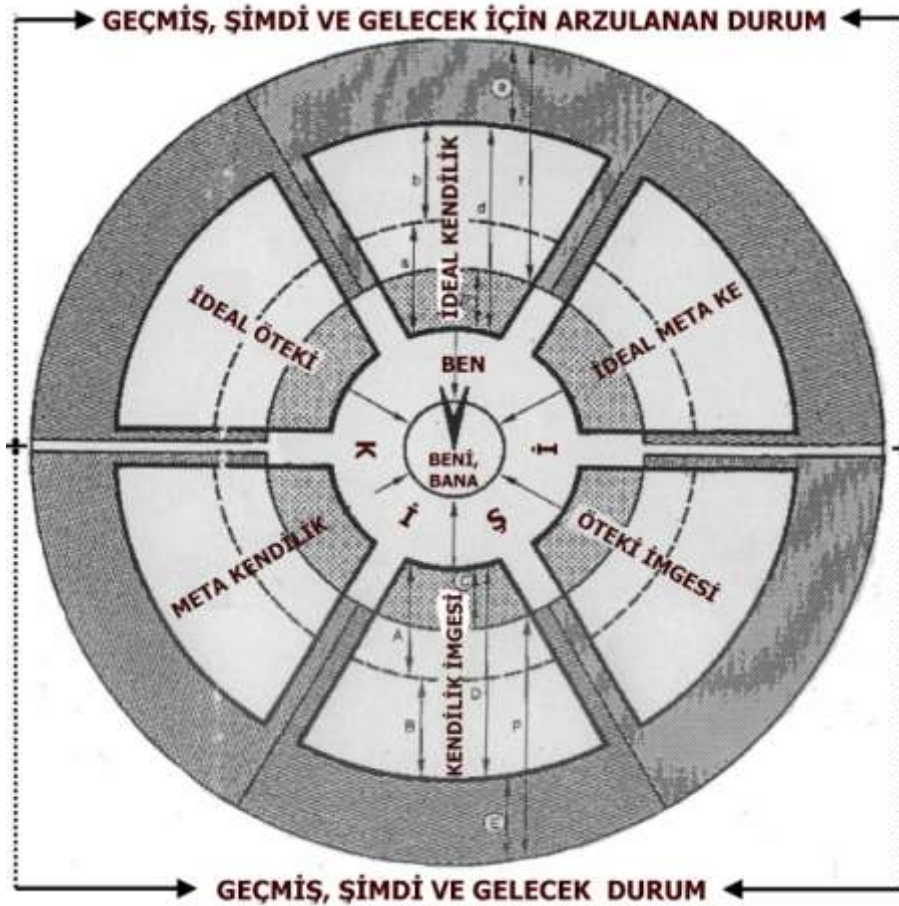 GEÇMİŞ, ŞİMDİ VE GELECEK İÇİN ARZULANAN DURUM
e
b
d
f
a
İDEAL KENDİLİK
İDEAL ÖTEKİ
İDEAL META KE
BEN
K
İ
BENİ,
BANA
İ
Ş
META KENDİLİK
ÖTEKİ İMGESİ
KENDİLİK İMGESİ
C
A
D
B
P
E
GEÇMİŞ, ŞİMDİ VE GELECEK DURUM